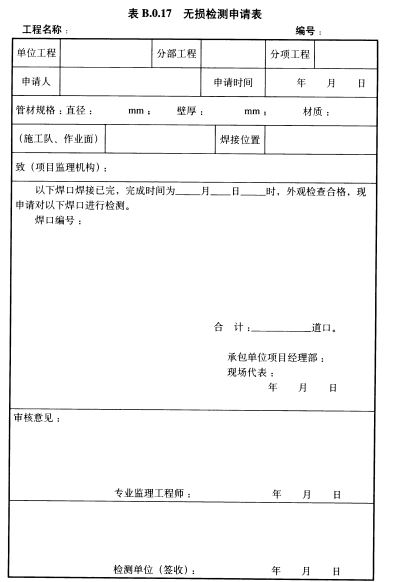 表 B.0.17 无损检测申请表
工程名称： 编号：
单位工程 分部工程 分项工程
申请人 申请时间 年 月 日
管材规格：直径： mm； 壁厚： mm； 材质：
（施工队、作业面） 焊接位置
致（项目监理机构）：
以下焊口焊接已完，完成时间为____月____日____时，外观检查合格，现
申请对以下焊口进行检测。
焊口编号：
合 计：__________道口。
承包单位项目经理部：
现场代表：
年 月 日
审核意见：
专业监理工程师： 年 月 日
检测单位（签收）： 年 月 日